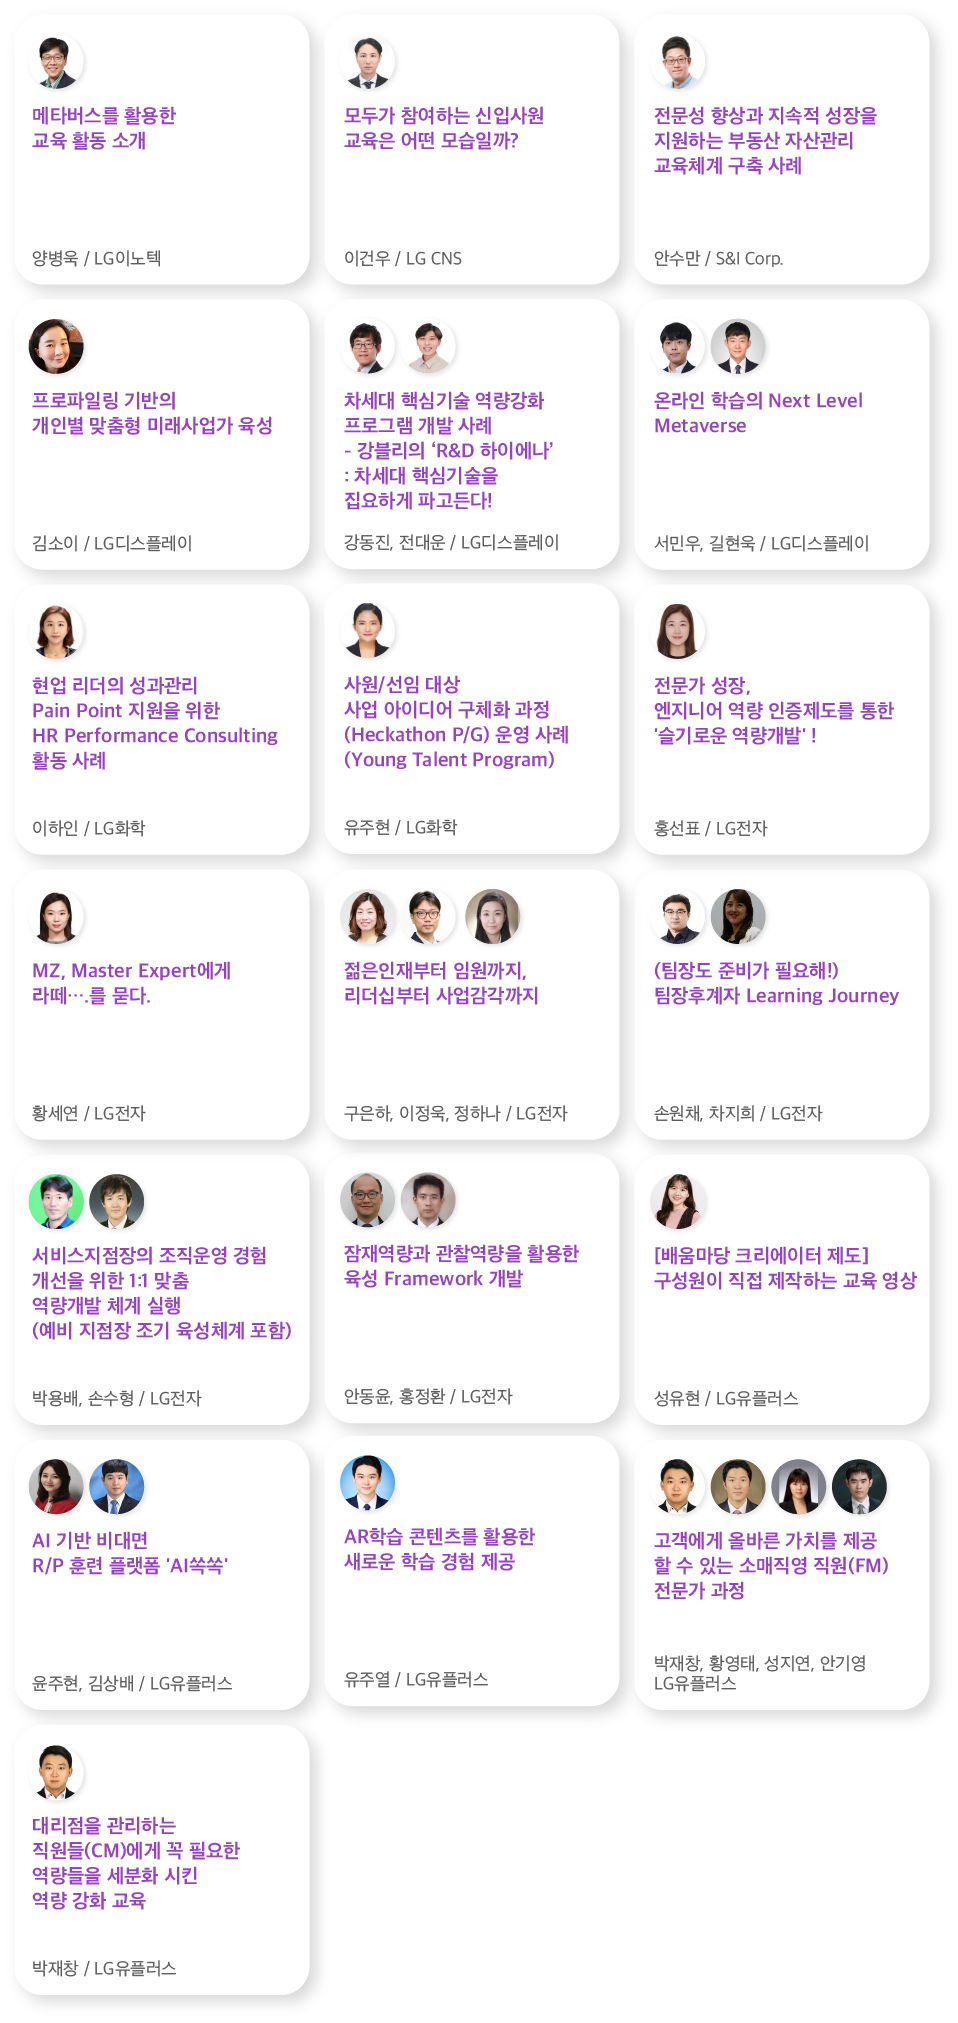 메타버스를 활용한
교육 활동 소개
양병욱 / LG이노텍
모두가 참여하는 신입사원
교육은 어떤 모습일까?
이건우 / LG CNS
전문성 향상과 지속적 성장을
지원하는 부동산 자산관리
교육체계 구축 사례
안수만 / S&I Corp.
프로파일링 기반의
개인별 맞춤형 미래사업가 육성
김소이 / LG디스플레이
차세대 핵심기술 역량강화
프로그램 개발 사례
- 강블리의 ‘R&D 하이에나’
: 차세대 핵심기술을
집요하게 파고든다!
강동진, 전대운 / LG디스플레이
온라인 학습의 Next Level
Metaverse
서민우, 길현욱 / LG디스플레이
현업 리더의 성과관리
Pain Point 지원을 위한
HR Performance Consulting
활동 사례
이하인 / LG화학
사원/선임 대상
사업 아이디어 구체화 과정
(Heckathon P/G) 운영 사례
(Young Talent Program)
유주현 / LG화학
전문가 성장,
엔지니어 역량 인증제도를 통한
'슬기로운 역량개발' !
홍선표 / LG전자
MZ, Master Expert에게
라떼⋯.를 묻다.
황세연 / LG전자
젊은인재부터 임원까지,
리더십부터 사업감각까지
구은하, 이정욱, 정하나 / LG전자
(팀장도 준비가 필요해!)
팀장후계자 Learning Journey
손원채, 차지희 / LG전자
서비스지점장의 조직운영 경험
개선을 위한 1:1 맞춤
역량개발 체계 실행
(예비 지점장 조기 육성체계 포함)
박용배, 손수형 / LG전자
잠재역량과 관찰역량을 활용한
육성 Framework 개발
안동윤, 홍정환 / LG전자
[배움마당 크리에이터 제도]
구성원이 직접 제작하는 교육 영상
성유현 / LG유플러스
AI 기반 비대면
R/P 훈련 플랫폼 'AI쏙쏙'
윤주현, 김상배 / LG유플러스
AR학습 콘텐츠를 활용한
새로운 학습 경험 제공
유주열 / LG유플러스
고객에게 올바른 가치를 제공
할 수 있는 소매직영 직원(FM)
전문가 과정
박재창, 황영태, 성지연, 안기영
LG유플러스
대리점을 관리하는
직원들(CM)에게 꼭 필요한
역량들을 세분화 시킨
역량 강화 교육
박재창 / LG유플러스